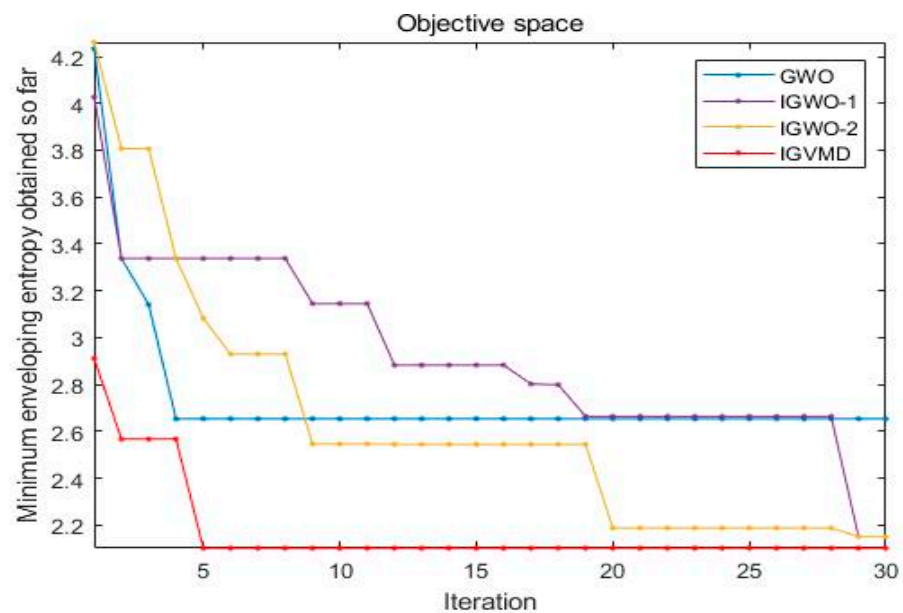 Objective space
Minimum enveloping entropy obtained so far
4.2
4
3.8
3.6
3.4
3.2
3
2.8
2.6
2.4
2.2
GWO
IGWO-1
IGWO-2
IGVMD
5 10 15 20 25 30
Iteration